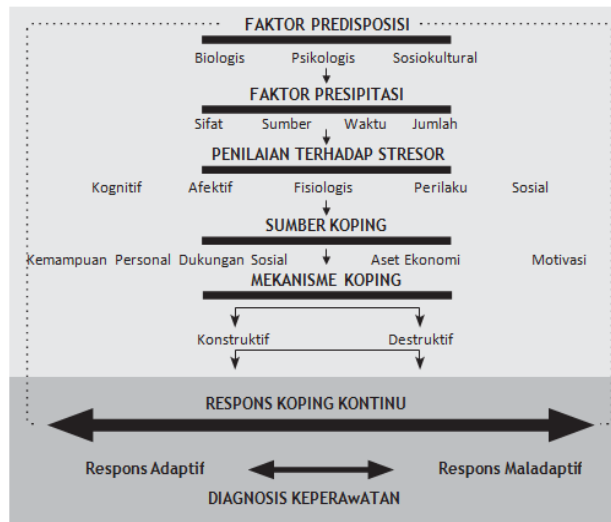 FAKTOR PREDISPOSISI
Biologis Psikologis Sosiokultural
FAKTOR PRESIPITASI
Sifat Sumber Waktu Jumlah
PENILAIAN TERHADAP STRESOR
Kognitif Afektif Fisiologis Perilaku Sosial
SUMBER KOPING
Kemampuan Personal Dukungan Sosial Aset Ekonomi Motivasi
MEKANISME KOPING
Konstruktif Destruktif
RESPONS KOPING KONTINU
Respons Adaptif Respons Maladaptif
DIAGNOSIS KEPERAwATAN